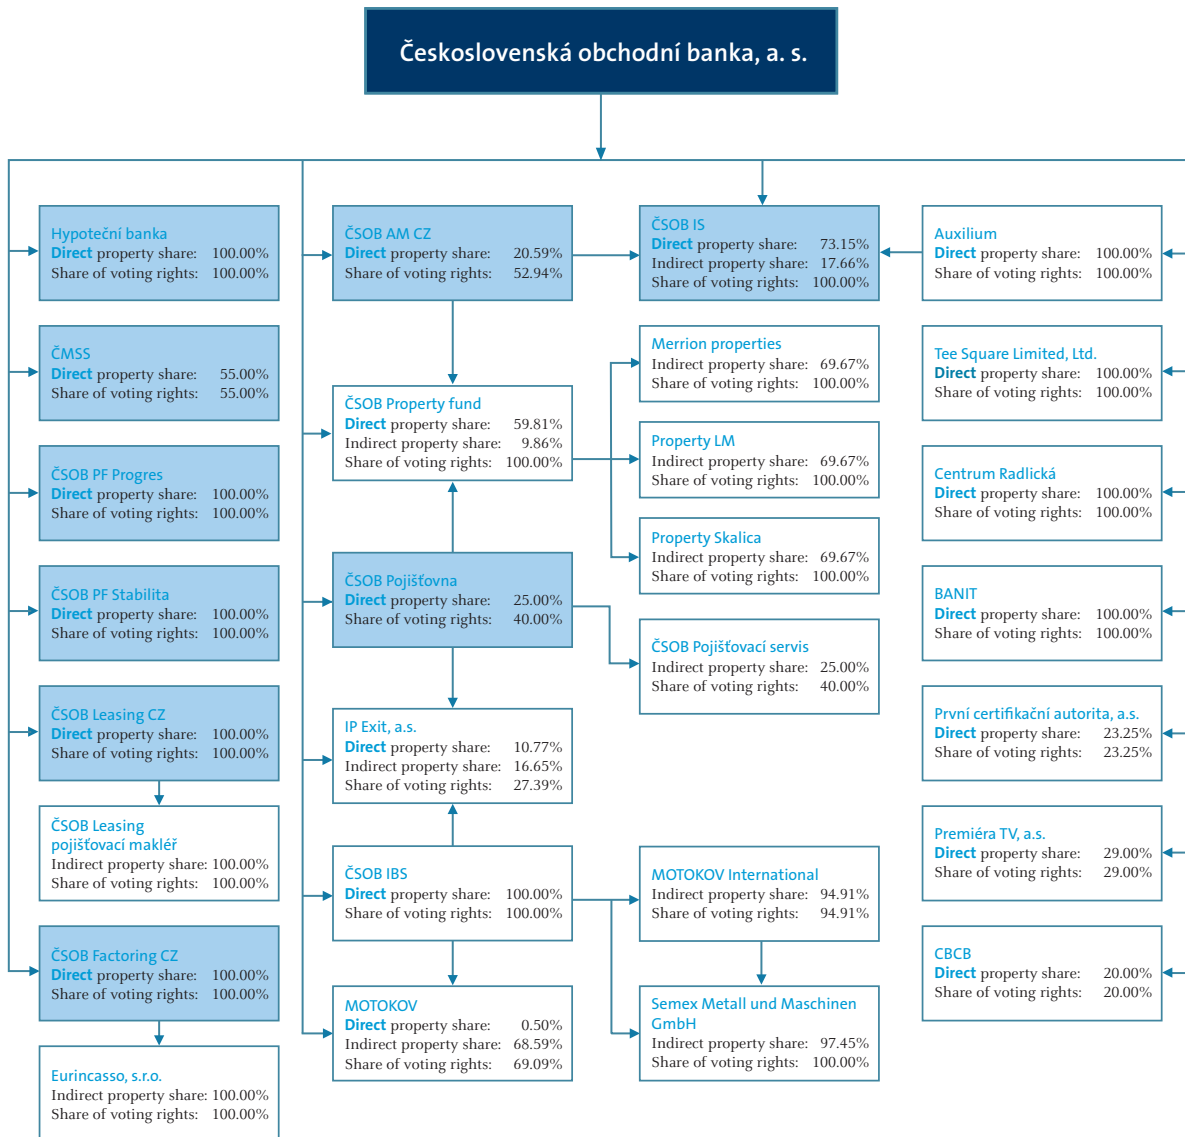 Československá obchodní banka, a. s.
Hypoteční banka
Direct property share: 100.00%
Share of voting rights: 100.00%
ČMSS
Direct property share: 55.00%
Share of voting rights: 55.00%
ČSOB PF Progres
Direct property share: 100.00%
Share of voting rights: 100.00%
ČSOB PF Stabilita
Direct property share: 100.00%
Share of voting rights: 100.00%
ČSOB Leasing CZ
Direct property share: 100.00%
Share of voting rights: 100.00%
ČSOB Leasing
pojišťovací makléř
Indirect property share: 100.00%
Share of voting rights: 100.00%
ČSOB Factoring CZ
Direct property share: 100.00%
Share of voting rights: 100.00%
Eurincasso, s.r.o.
Indirect property share: 100.00%
Share of voting rights: 100.00%
ČSOB AM CZ
Direct property share: 20.59%
Share of voting rights: 52.94%
ČSOB Property fund
Direct property share: 59.81%
Indirect property share: 9.86%
Share of voting rights: 100.00%
ČSOB Pojišťovna
Direct property share: 25.00%
Share of voting rights: 40.00%
IP Exit, a.s.
Direct property share: 10.77%
Indirect property share: 16.65%
Share of voting rights: 27.39%
ČSOB IBS
Direct property share: 100.00%
Share of voting rights: 100.00%
MOTOKOV
Direct property share: 0.50%
Indirect property share: 68.59%
Share of voting rights: 69.09%
ČSOB IS
Direct property share: 73.15%
Indirect property share: 17.66%
Share of voting rights: 100.00%
Merrion properties
Indirect property share: 69.67%
Share of voting rights: 100.00%
Property LM
Indirect property share: 69.67%
Share of voting rights: 100.00%
Property Skalica
Indirect property share: 69.67%
Share of voting rights: 100.00%
ČSOB Pojišťovací servis
Indirect property share: 25.00%
Share of voting rights: 40.00%
MOTOKOV International
Indirect property share: 94.91%
Share of voting rights: 94.91%
Semex Metall und Maschinen
GmbH
Indirect property share: 97.45%
Share of voting rights: 100.00%
Auxilium
Direct property share: 100.00%
Share of voting rights: 100.00%
Tee Square Limited, Ltd.
Direct property share: 100.00%
Share of voting rights: 100.00%
Centrum Radlická
Direct property share: 100.00%
Share of voting rights: 100.00%
BANIT
Direct property share: 100.00%
Share of voting rights: 100.00%
První certifikační autorita, a.s.
Direct property share: 23.25%
Share of voting rights: 23.25%
Premiéra TV, a.s.
Direct property share: 29.00%
Share of voting rights: 29.00%
CBCB
Direct property share: 20.00%
Share of voting rights: 20.00%